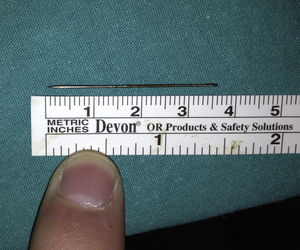 1 2 3 4 5
METRIC
INCHES Devon® OR Products & Safety Solutions
1 2